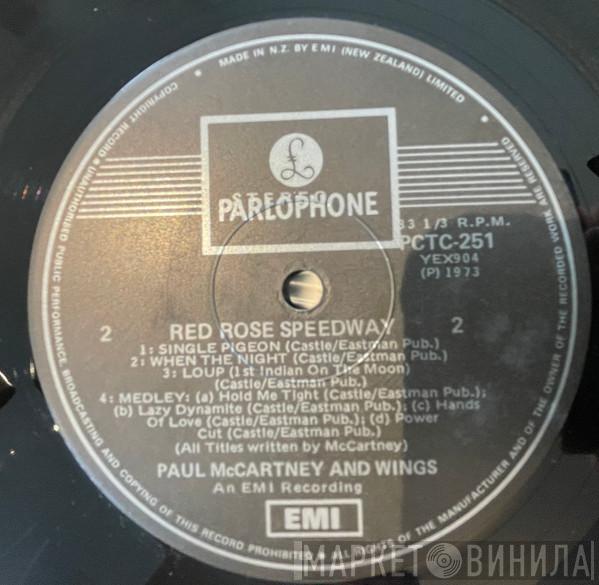 MADE IN N.Z. BY EMI (NEW ZEALAND) LIMITED
COPYRIGHT RECORD ● UNAUTHORISED PUBLIC PERFORMANCE, BROADCASTING AND COPYING OF THIS RECORD PROHIBITED ● ALL RIGHTS OF THE MANUFACTURER AND OF THE OWNER OF THE RECORDED WORK ARE RESERVED
£
STEREO
PARLOPHONE
33 1/3 R.P.M.
PCTC-251
YEX904
(P) 1973
2 RED ROSE SPEEDWAY 2
1: SINGLE PIGEON (Castle/Eastman Pub.)
2: WHEN THE NIGHT (Castle/Eastman Pub.)
3: LOUP (1st Indian On The Moon)
(Castle/Eastman Pub.)
4: MEDLEY: (a) Hold Me Tight (Castle/Eastman Pub.);
(b) Lazy Dynamite (Castle/Eastman Pub.); (c) Hands
Of Love (Castle/Eastman Pub.); (d) Power
Cut (Castle/Eastman Pub.)
(All Titles written by McCartney)
PAUL McCARTNEY AND WINGS
An EMI Recording
EMI
МАРКЕТ ВИНИЛА